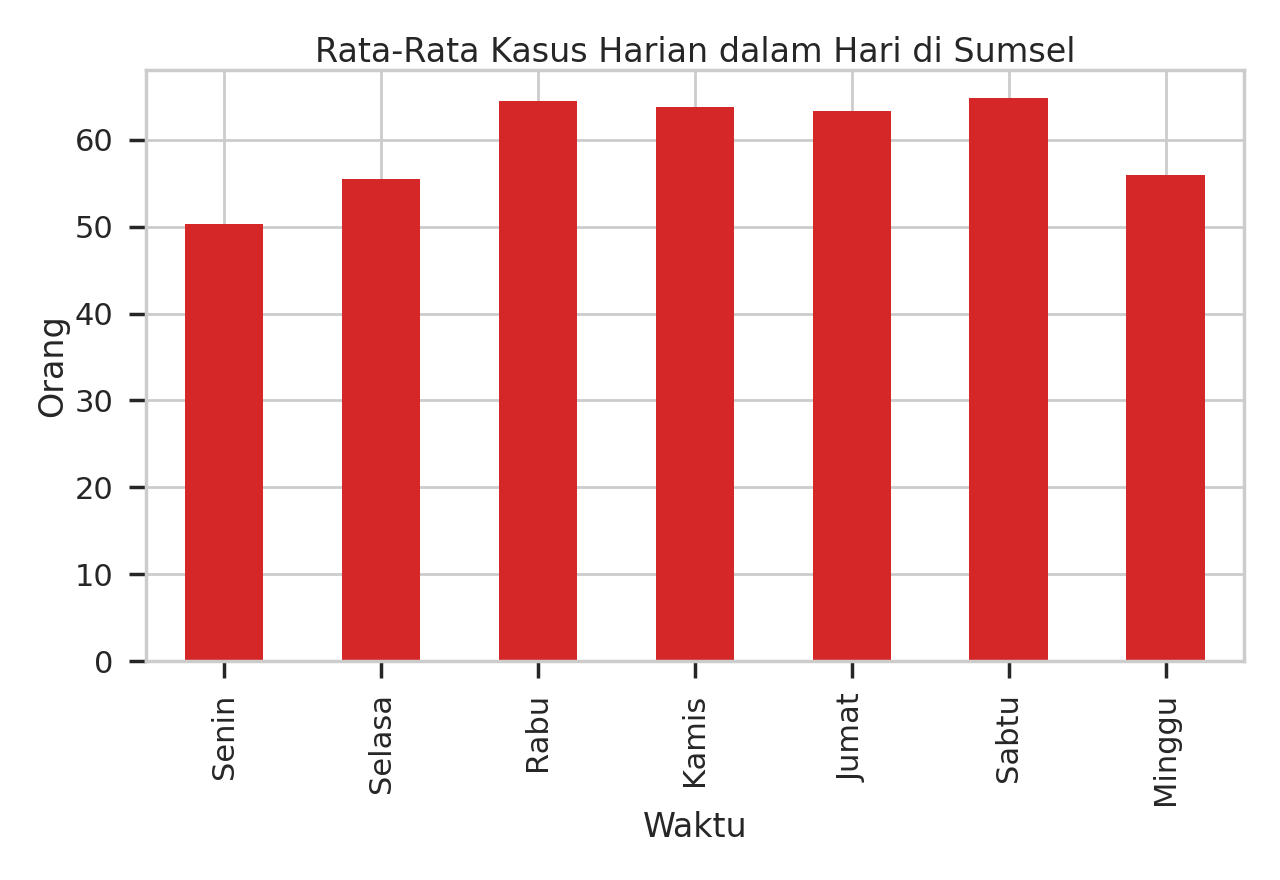 Rata-Rata Kasus Harian dalam Hari di Sumsel
Orang
60
50
40
30
20
10
0
Senin
Selasa
Rabu
Kamis
Jumat
Sabtu
Minggu
Waktu